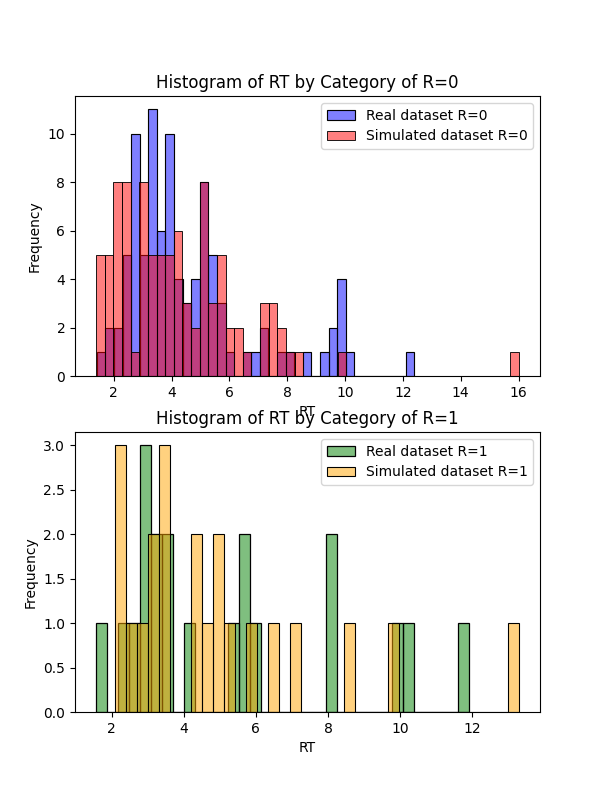 Histogram of RT by Category of R=0
Real dataset R=0
Simulated dataset R=0
Frequency
10
8
6
4
2
0
2 4 6 8 10 12 14 16
RT
Histogram of RT by Category of R=1
Real dataset R=1
Simulated dataset R=1
Frequency
3.0
2.5
2.0
1.5
1.0
0.5
0.0
2 4 6 8 10 12
RT